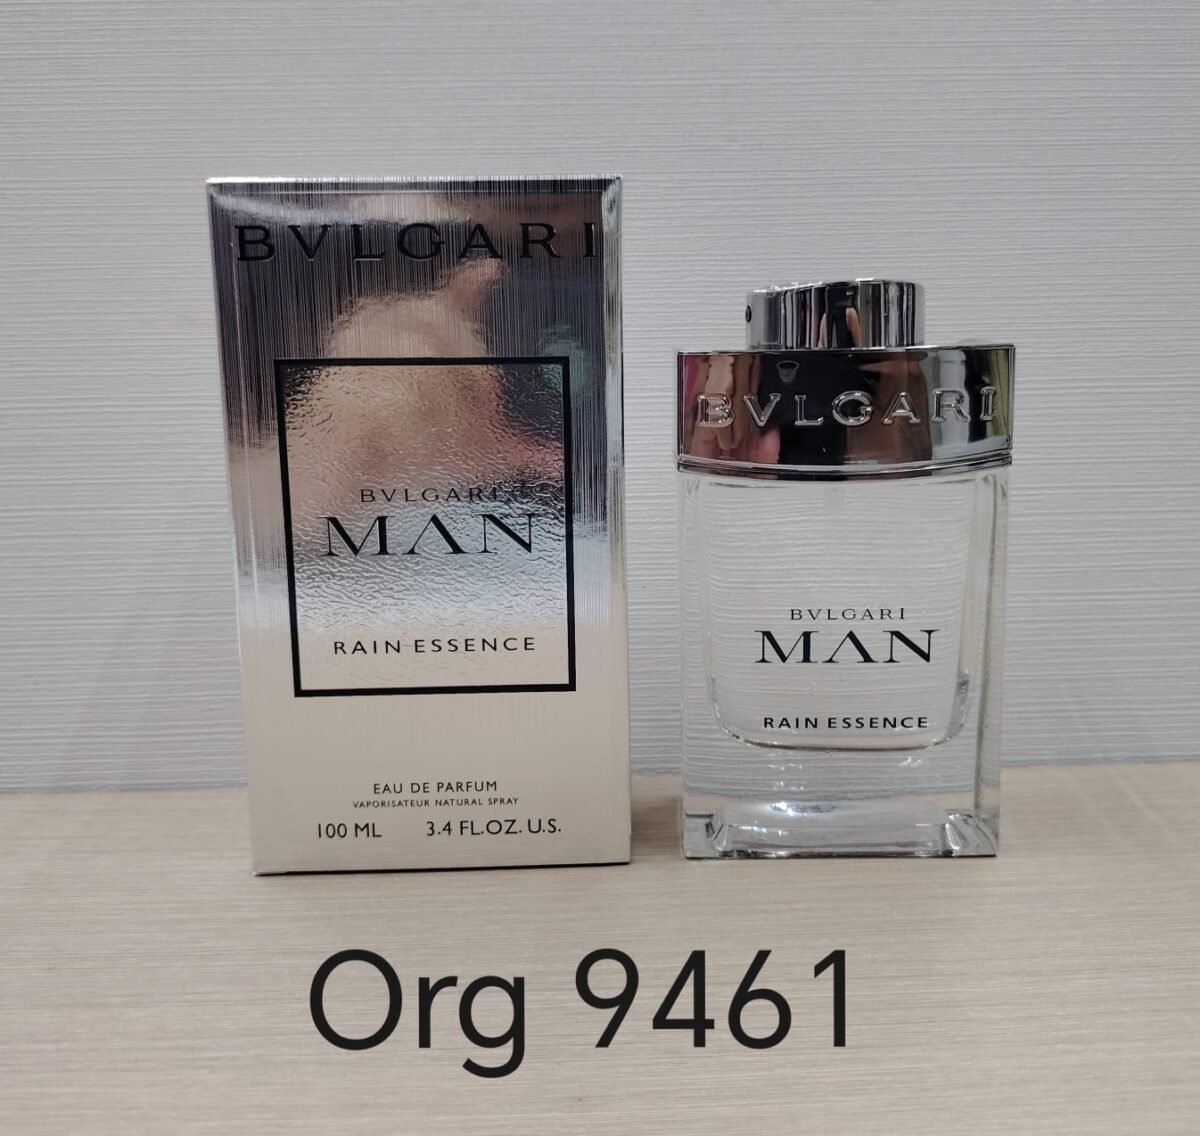 BVLGARI
BVLGARI
MAN
RAIN ESSENCE
EAU DE PARFUM
VAPORISATEUR NATURAL SPRAY
100 ML 3.4 FL.OZ. U.S.
BVLGARI
BVLGARI
MAN
RAIN ESSENCE
Org 9461